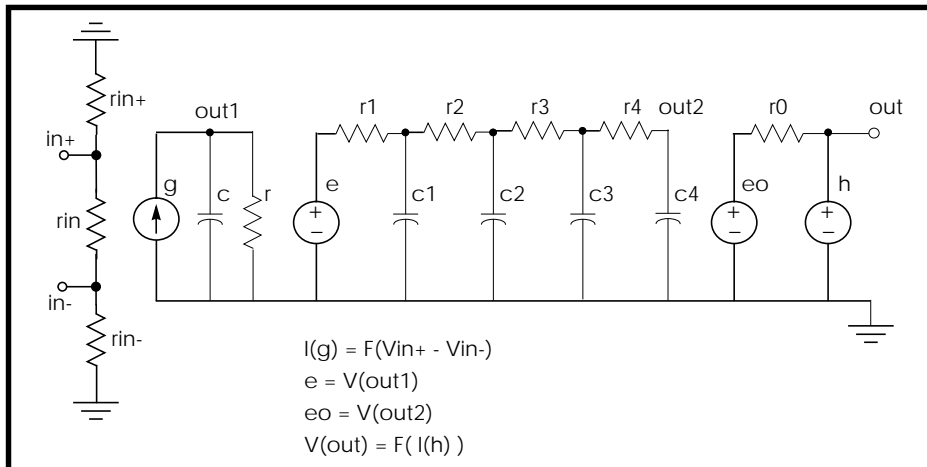 rin+
out1
r1
r2
r3
r4
out2
r0
out
in+
g
c
r
e
c1
c2
c3
c4
eo
h
rin
+
−
+
−
+
−
in-
rin-
I(g) = F(Vin+ - Vin-)
e = V(out1)
eo = V(out2)
V(out) = F( I(h) )